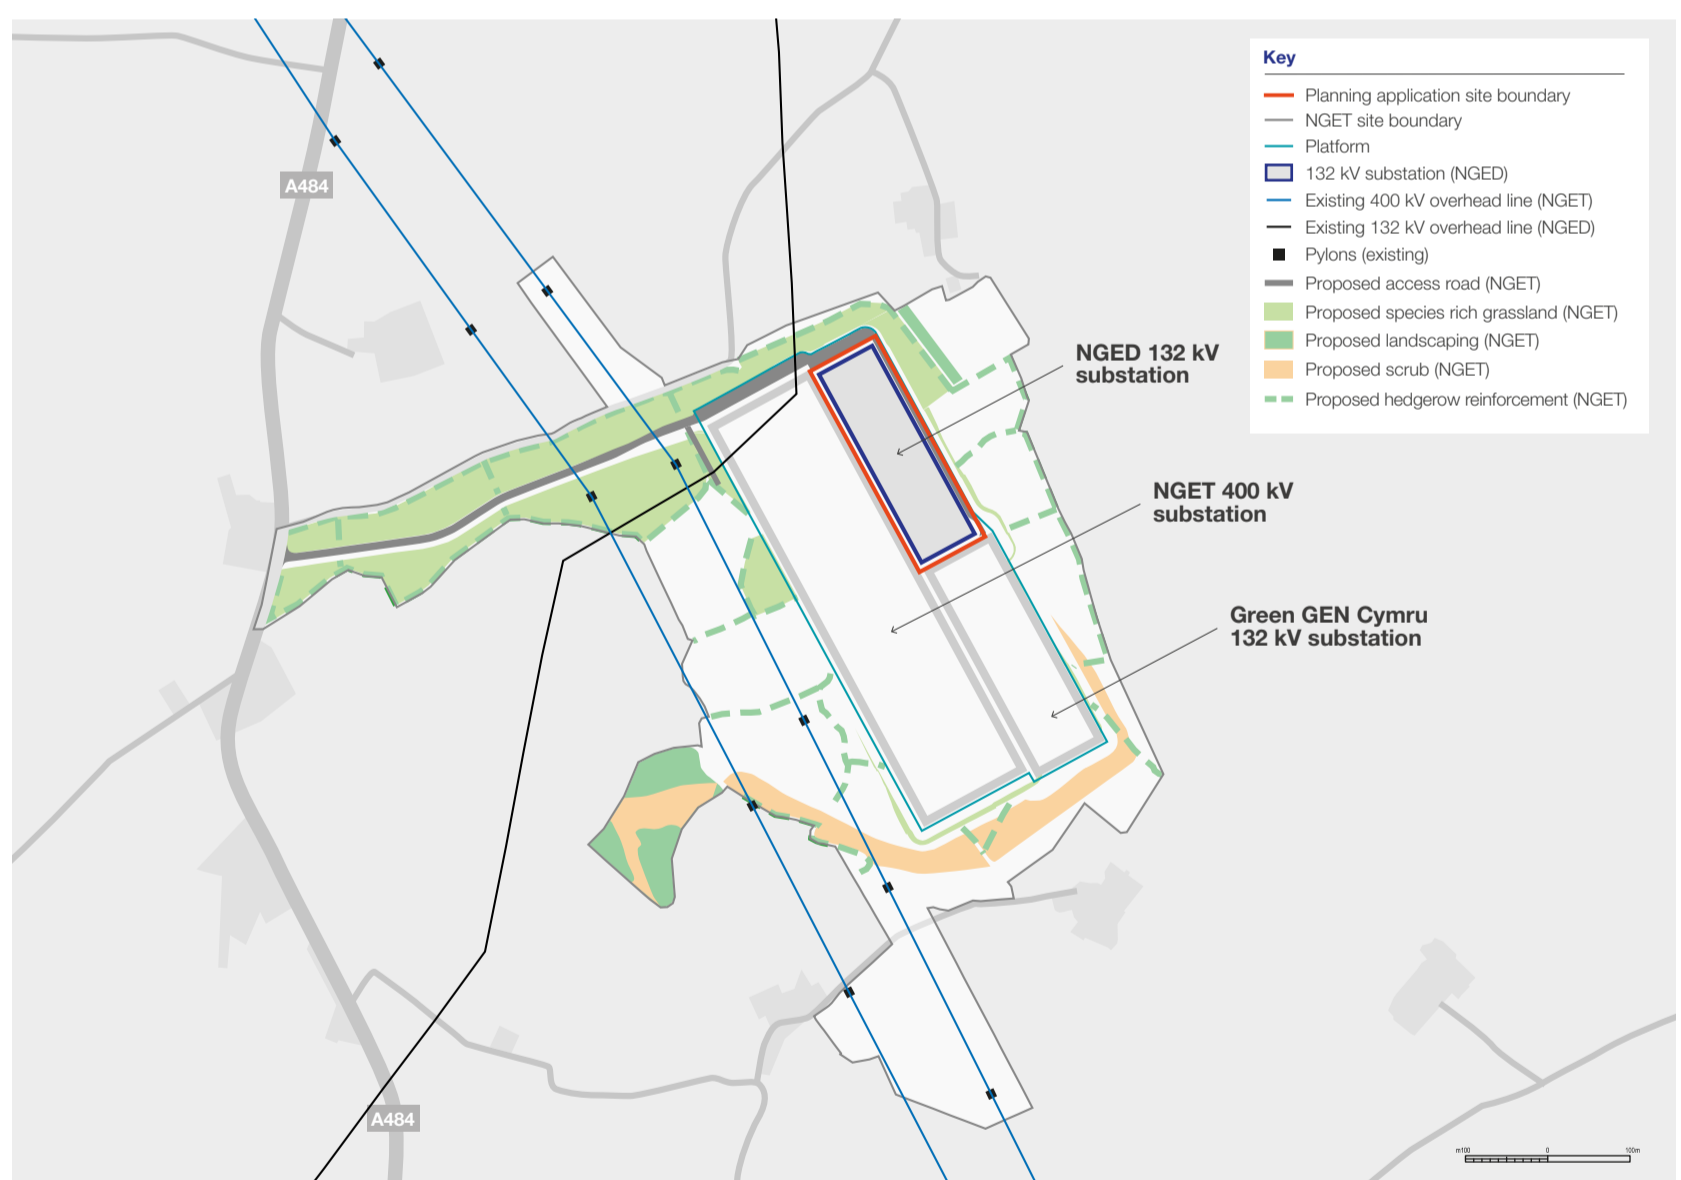 Key
Planning application site boundary
NGET site boundary
Platform
132 kV substation (NGED)
Existing 400 kV overhead line (NGET)
Existing 132 kV overhead line (NGED)
Pylons (existing)
Proposed access road (NGET)
Proposed species rich grassland (NGET)
Proposed landscaping (NGET)
Proposed scrub (NGET)
Proposed hedgerow reinforcement (NGET)
A484
NGED 132 kV
substation
NGET 400 kV
substation
Green GEN Cymru
132 kV substation
A484
m100 0 100m